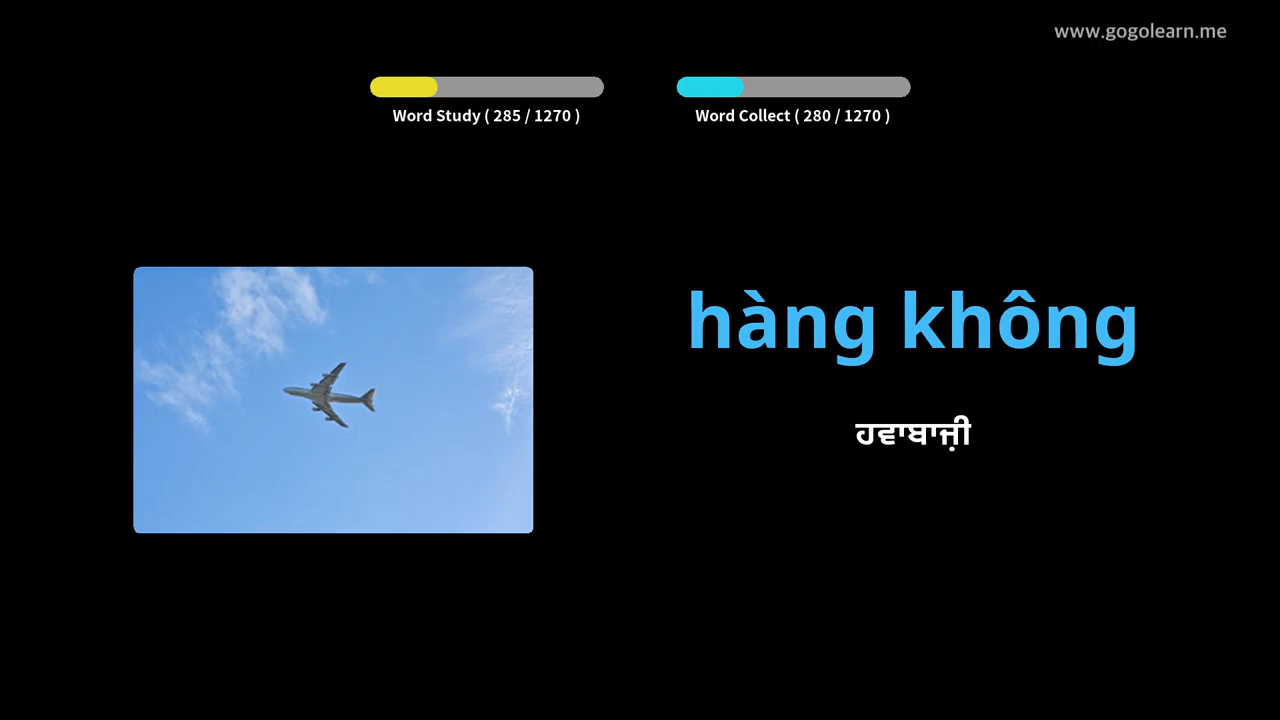 www.gogolearn.me
Word Study ( 285 / 1270 )
Word Collect ( 280 / 1270 )
hàng không
ਹਵਾਬਾਜ਼ੀ